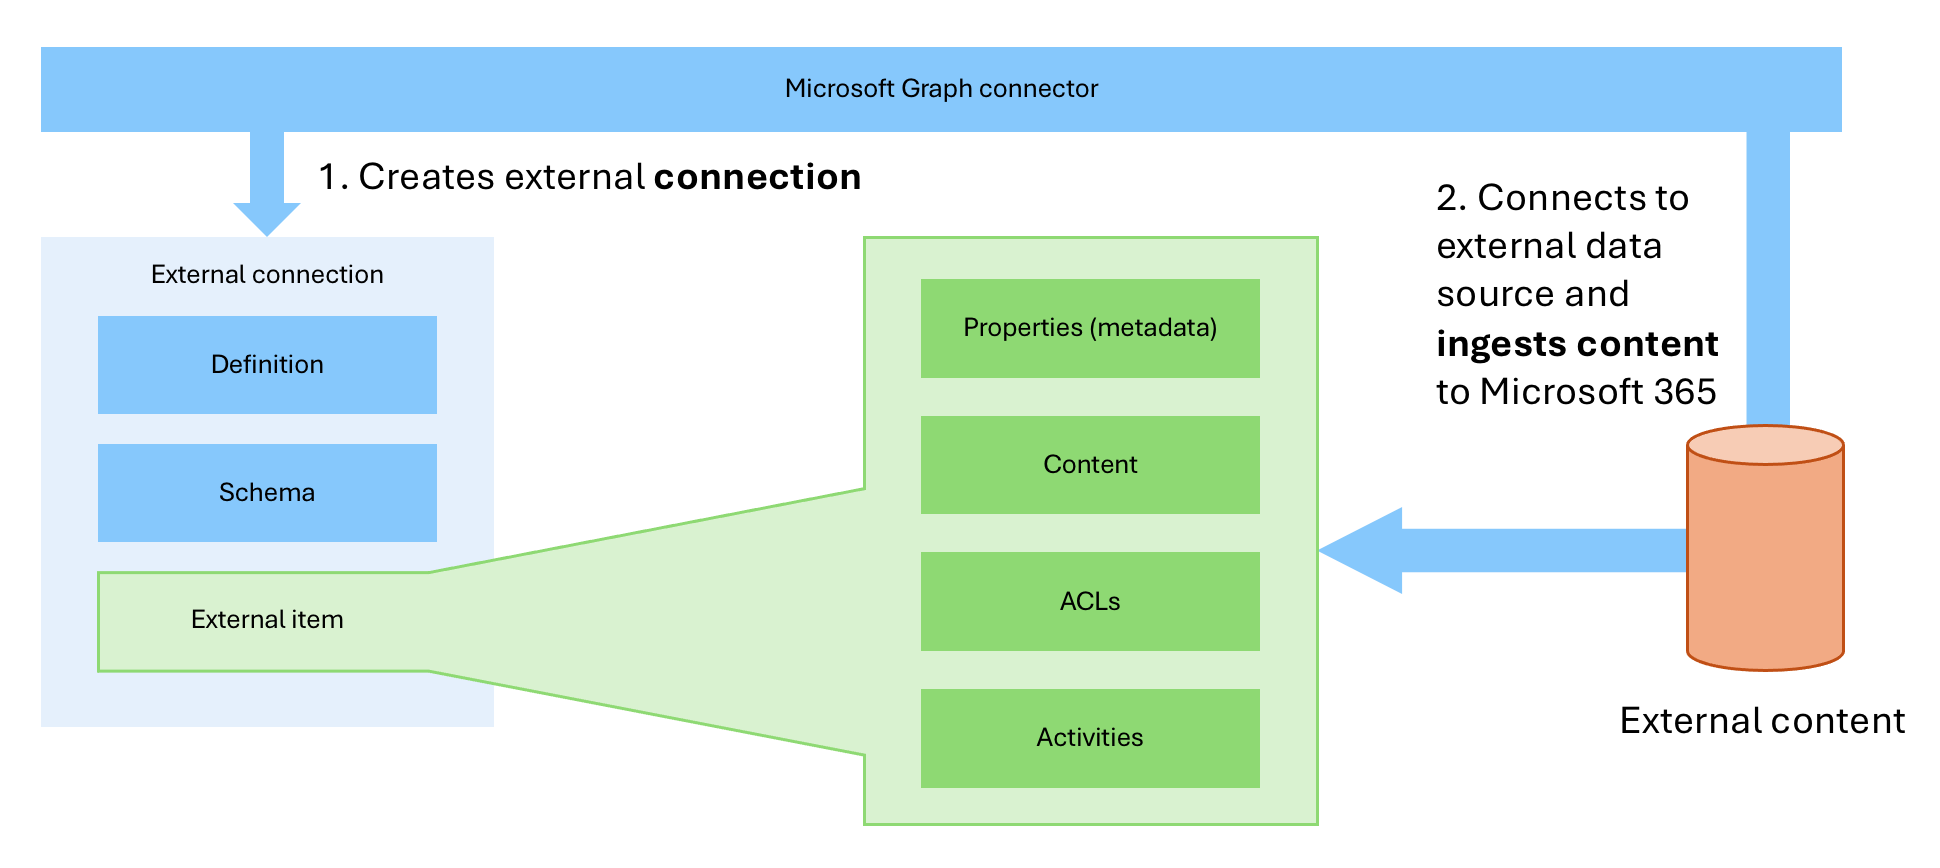 Microsoft Graph connector
1. Creates external connection
External connection
Definition
Schema
External item
Properties (metadata)
Content
ACLs
Activities
2. Connects to
external data
source and
ingests content
to Microsoft 365
External content